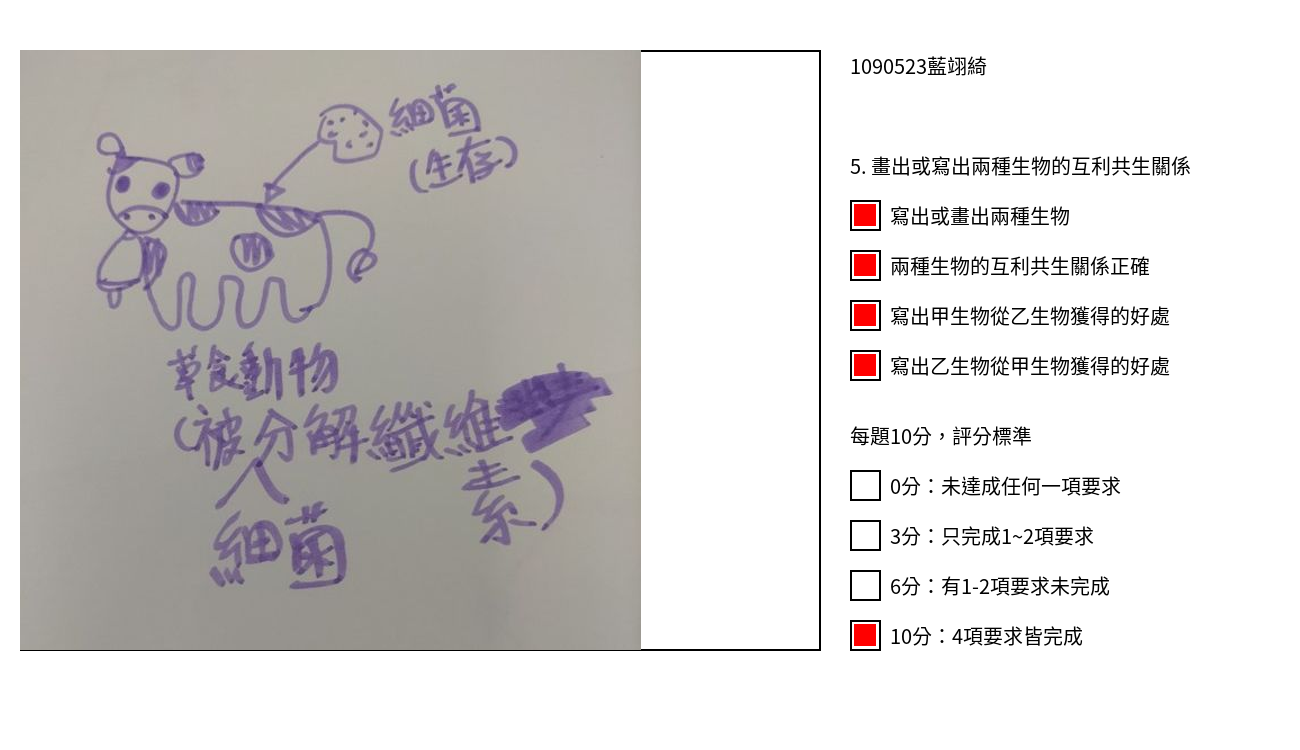 細菌
(生存)
草食動物
(被細菌分解纖維
素)
1090523藍翊綺
5. 畫出或寫出兩種生物的互利共生關係
寫出或畫出兩種生物
兩種生物的互利共生關係正確
寫出甲生物從乙生物獲得的好處
寫出乙生物從甲生物獲得的好處
每題10分，評分標準
0分：未達成任何一項要求
3分：只完成1~2項要求
6分：有1-2項要求未完成
10分：4項要求皆完成